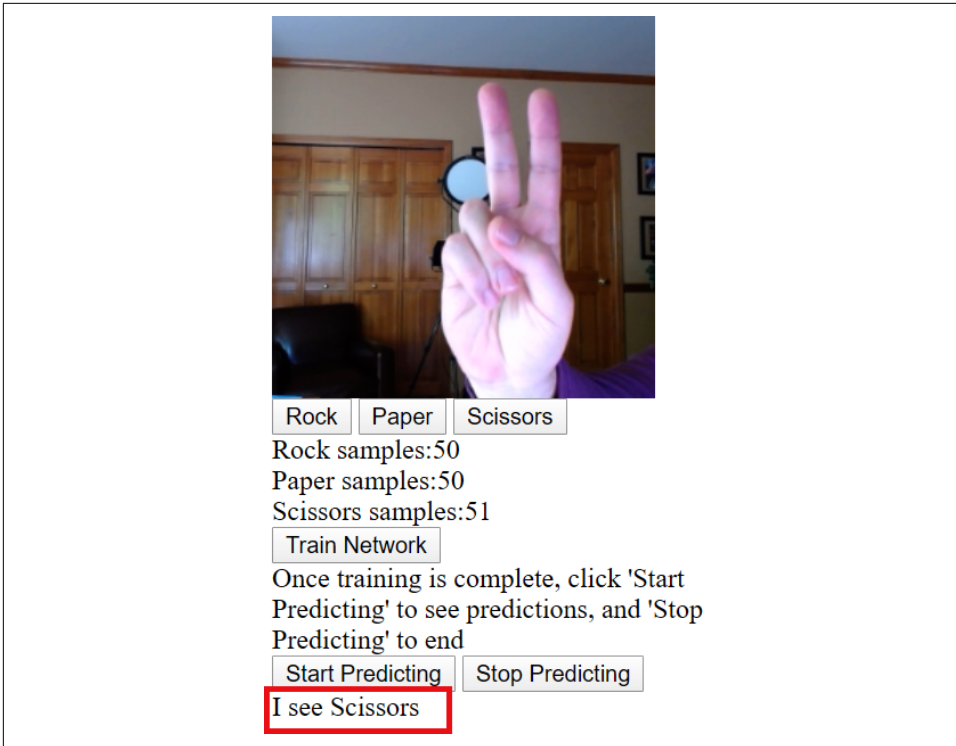 Rock Paper Scissors
Rock samples:50
Paper samples:50
Scissors samples:51
Train Network
Once training is complete, click 'Start
Predicting' to see predictions, and 'Stop
Predicting' to end
Start Predicting Stop Predicting
I see Scissors